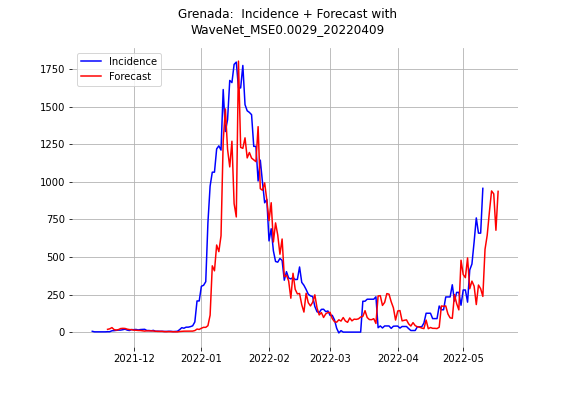 Grenada:  Incidence + Forecast with
WaveNet_MSE0.0029_20220409
Incidence
Forecast
1750
1500
1250
1000
750
500
250
0
2021-12 2022-01 2022-02 2022-03 2022-04 2022-05